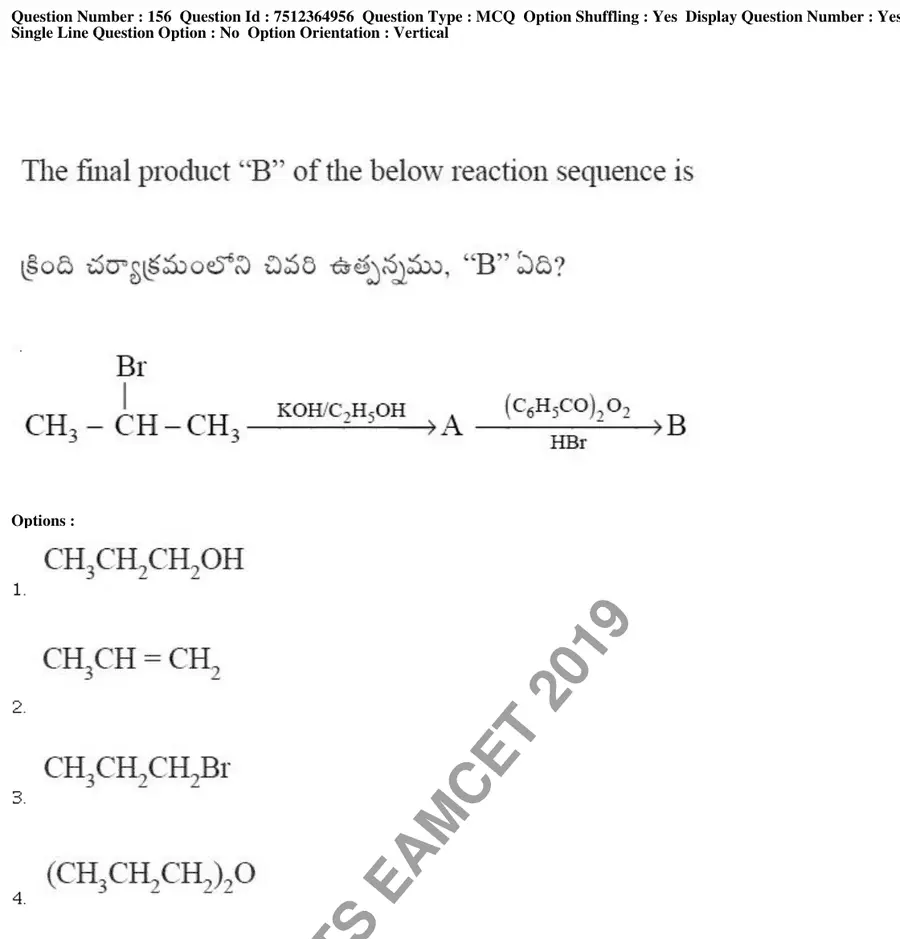 Question Number : 156 Question Id : 7512364956 Question Type : MCQ Option Shuffling : Yes Display Question Number : Yes
Single Line Question Option : No Option Orientation : Vertical
The final product “B” of the below reaction sequence is
క్రింది చర్యాక్రమంలోని చివరి ఉత్పన్నము, “B” ఏది?
Br
|
CH₃ – CH – CH₃ KOH/C₂H₅OH → A (C₆H₅CO)₂O₂ HBr → B
Options :
1. CH₃CH₂CH₂OH
2. CH₃CH = CH₂
3. CH₃CH₂CH₂Br
4. (CH₃CH₂CH₂)₂O
TS EAMCET 2019